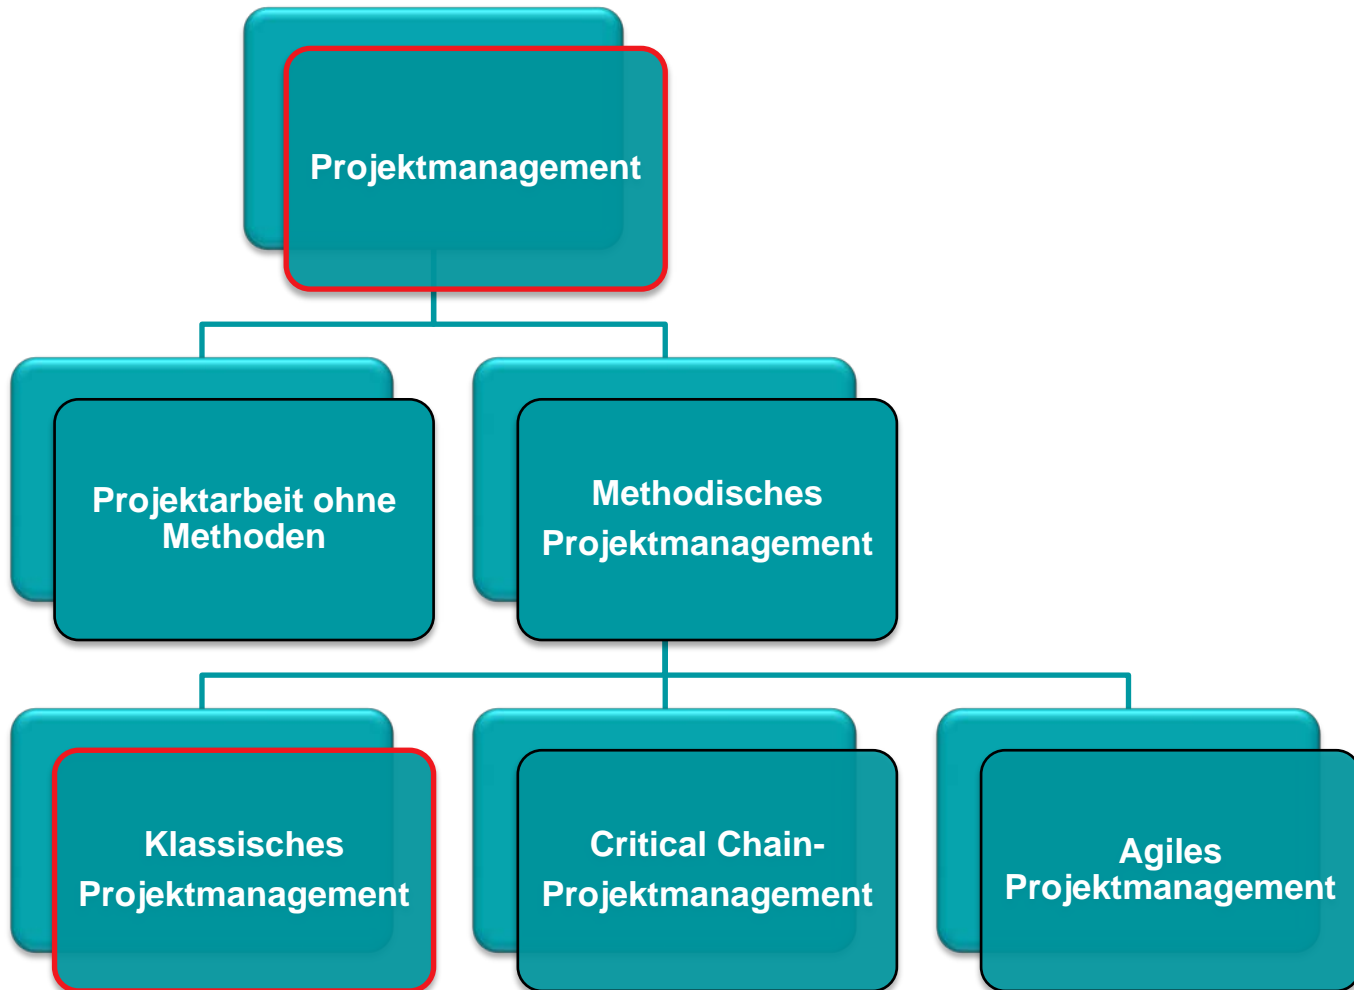 Projektmanagement
Projektarbeit ohne
Methoden
Methodisches
Projektmanagement
Klassisches
Projektmanagement
Critical Chain-
Projektmanagement
Agiles
Projektmanagement